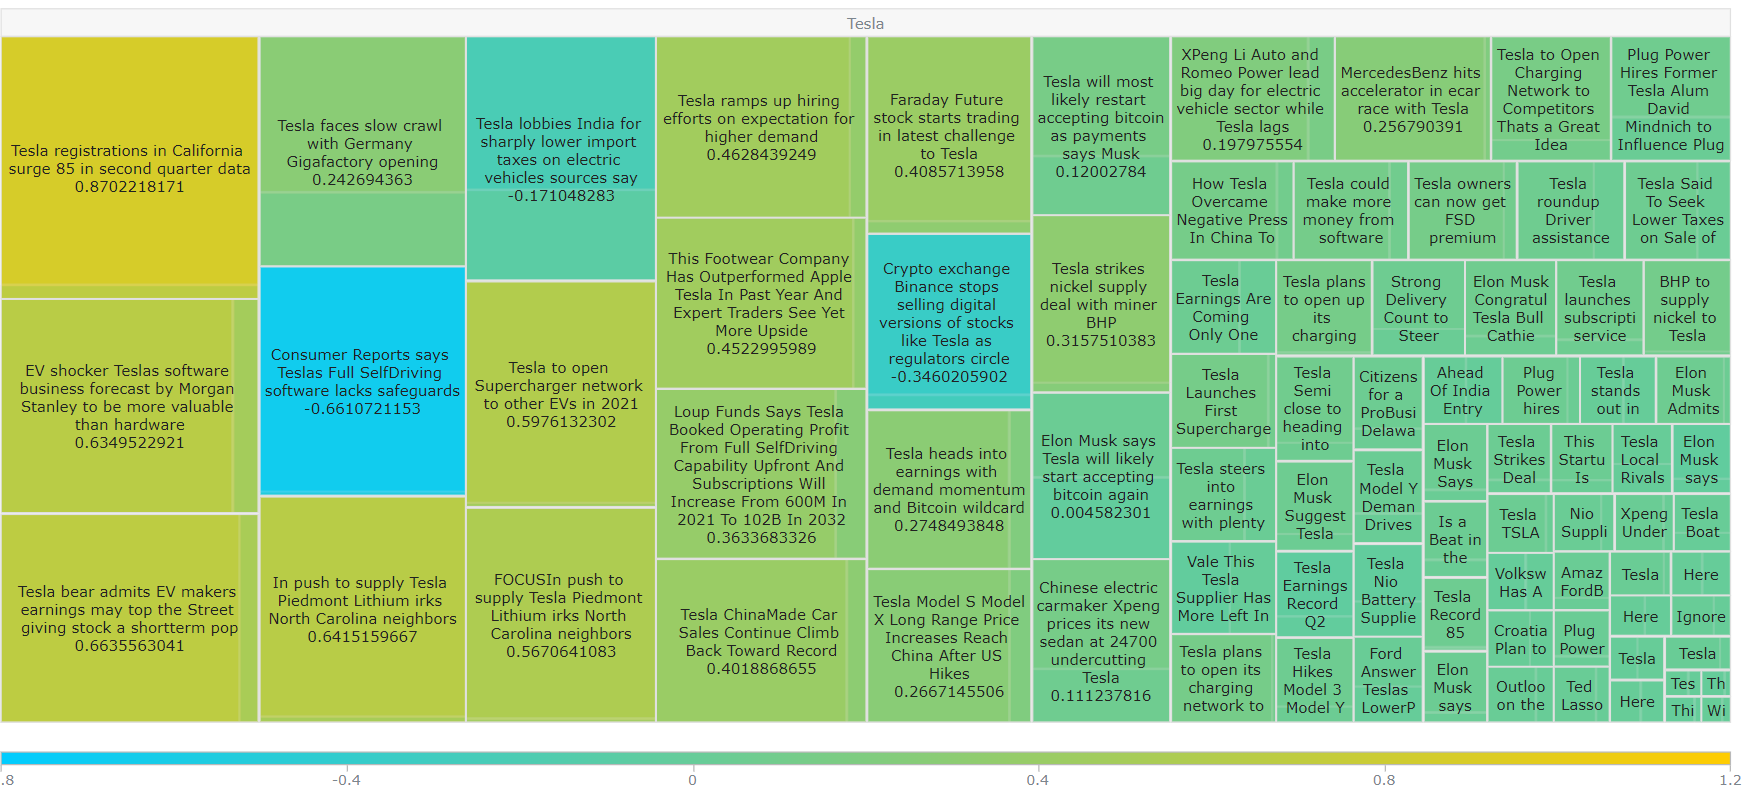 Tesla
Tesla registrations in California
surge 85 in second quarter data
0.8702218171
EV shocker Teslas software
business forecast by Morgan
Stanley to be more valuable
than hardware
0.6349522921
Tesla bear admits EV makers
earnings may top the Street
giving stock a shortterm pop
0.6635563041
Tesla faces slow crawl
with Germany
Gigafactory opening
0.242694363
Consumer Reports says
Teslas Full SelfDriving
software lacks safeguards
-0.6610721153
In push to supply Tesla
Piedmont Lithium irks
North Carolina neighbors
0.6415159667
Tesla lobbies India for
sharply lower import
taxes on electric
vehicles sources say
-0.171048283
Tesla to open
Supercharger network
to other EVs in 2021
0.5976132302
FOCUSIn push to
supply Tesla Piedmont
Lithium irks North
Carolina neighbors
0.5670641083
Tesla ramps up hiring
efforts on expectation for
higher demand
0.4628439249
This Footwear Company
Has Outperformed Apple
Tesla In Past Year And
Expert Traders See Yet
More Upside
0.4522995989
Loup Funds Says Tesla
Booked Operating Profit
From Full SelfDriving
Capability Upfront And
Subscriptions Will
Increase From 600M In
2021 To 102B In 2032
0.3633683326
Tesla ChinaMade Car
Sales Continue Climb
Back Toward Record
0.4018868655
Faraday Future
stock starts trading
in latest challenge
to Tesla
0.4085713958
Crypto exchange
Binance stops
selling digital
versions of stocks
like Tesla as
regulators circle
-0.3460205902
Tesla heads into
earnings with
demand momentum
and Bitcoin wildcard
0.2748493848
Tesla Model S Model
X Long Range Price
Increases Reach
China After US
Hikes
0.2667145506
Tesla will most
likely restart
accepting bitcoin
as payments
says Musk
0.12002784
Tesla strikes
nickel supply
deal with miner
BHP
0.3157510383
Elon Musk says
Tesla will likely
start accepting
bitcoin again
0.004582301
Chinese electric
carmaker Xpeng
prices its new
sedan at 24700
undercutting
Tesla
0.111237816
XPeng Li Auto and
Romeo Power lead
big day for electric
vehicle sector while
Tesla lags
0.197975554
MercedesBenz hits
accelerator in ecar
race with Tesla
0.256790391
Tesla to Open
Charging
Network to
Competitors
Thats a Great
Idea
Plug Power
Hires Former
Tesla Alum
David
Mindnich to
Influence Plug
How Tesla
Overcame
Negative Press
In China To
Tesla could
make more
money from
software
Tesla owners
can now get
FSD
premium
Tesla
roundup
Driver
assistance
Tesla Said
To Seek
Lower Taxes
on Sale of
Tesla
Earnings Are
Coming
Only One
Tesla plans
to open up
its
charging
Strong
Delivery
Count to
Steer
Elon Musk
Congratul
Tesla Bull
Cathie
Tesla
launches
subscripti
service
BHP to
supply
nickel to
Tesla
Tesla
Launches
First
Supercharge
Tesla steers
into
earnings
with plenty
Vale This
Tesla
Supplier Has
More Left In
Tesla plans
to open its
charging
network to
Tesla
Semi
close to
heading
into
Elon
Musk
Suggest
Tesla
Tesla
Earnings
Record
Q2
Tesla
Hikes
Model 3
Model Y
Citizens
for a
ProBusi
Delawa
Tesla
Model Y
Deman
Drives
Tesla
Nio
Battery
Supplie
Ford
Answer
Teslas
LowerP
Ahead
Of India
Entry
Plug
Power
hires
Tesla
stands
out in
Elon
Musk
Admits
Elon
Musk
Says
Is a
Beat in
the
Tesla
Record
85
Elon
Musk
says
Tesla
Strikes
Deal
This
Startu
Is
Tesla
Local
Rivals
Elon
Musk
says
Tesla
TSLA
Nio
Suppli
Xpeng
Under
Tesla
Boat
Volksw
Has A
Amaz
FordB
Tesla
Here
Croatia
Plan to
Plug
Power
Here
Ignore
Outloo
on the
Ted
Lasso
Tesla
Here
Tesla
Tes
Th
Thi
Wi
.8
-0.4
0
0.4
0.8
1.2